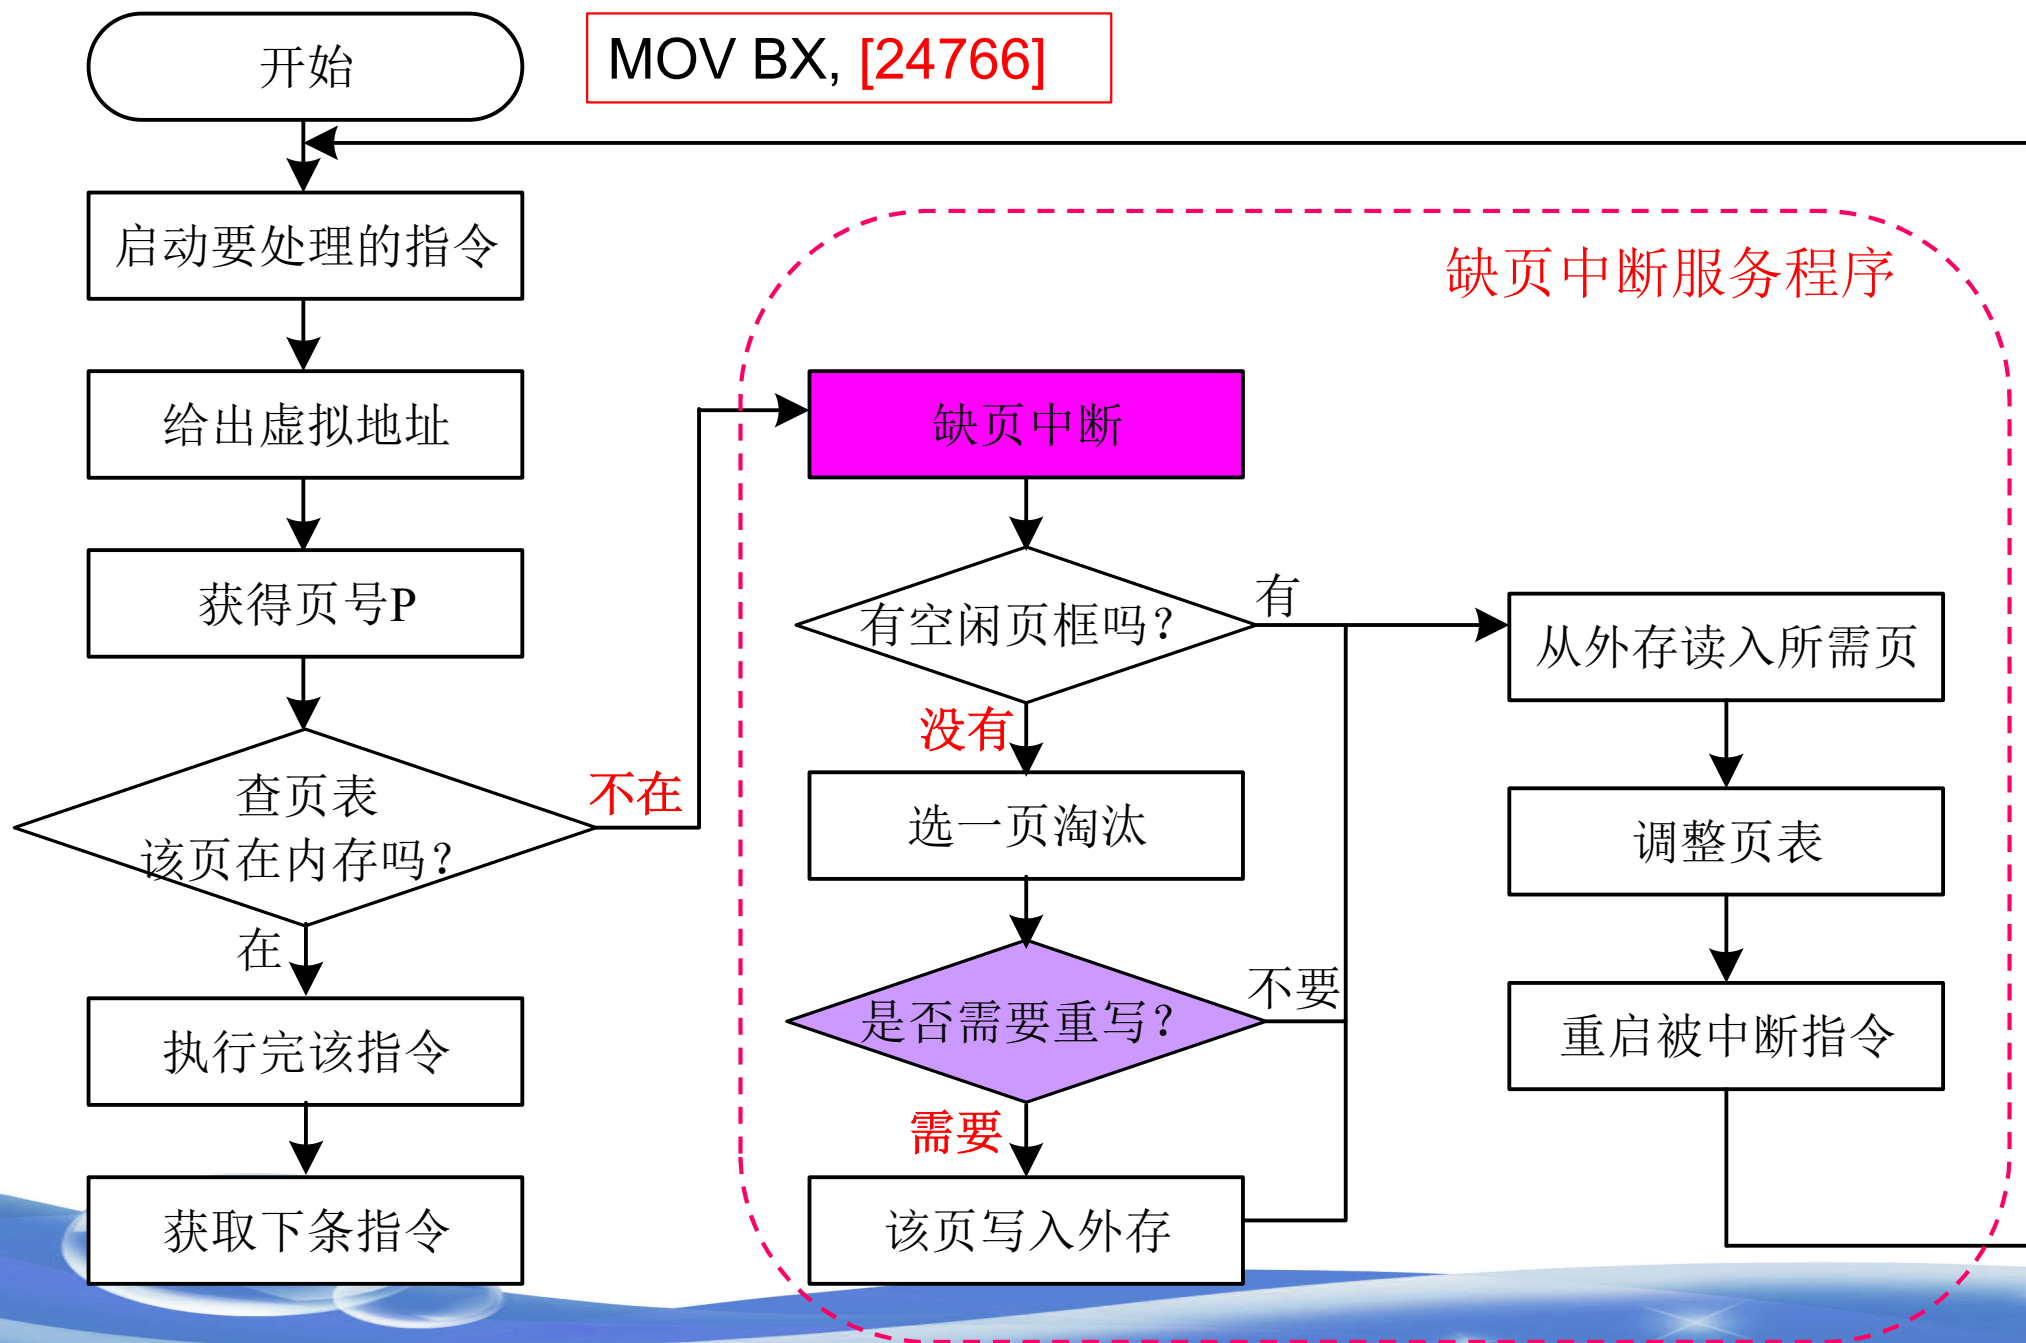 开始
MOV BX, [24766]
启动要处理的指令
给出虚拟地址
获得页号P
查页表
该页在内存吗?
不在
在
执行完该指令
获取下条指令
缺页中断服务程序
缺页中断
有空闲页框吗?
有
没有
选一页淘汰
是否需要重写?
不要
需要
该页写入外存
从外存读入所需页
调整页表
重启被中断指令